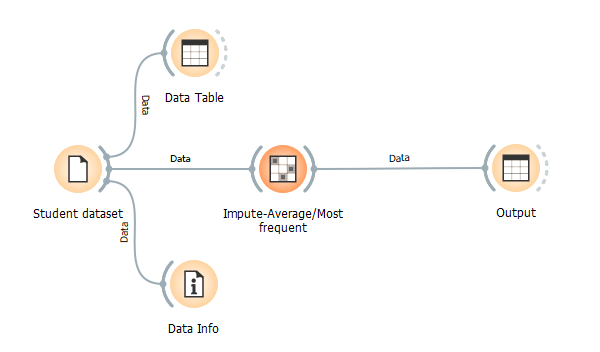 Data Table
Data
Data
Data
Student dataset
Impute-Average/Most
frequent
Output
Data
Data Info